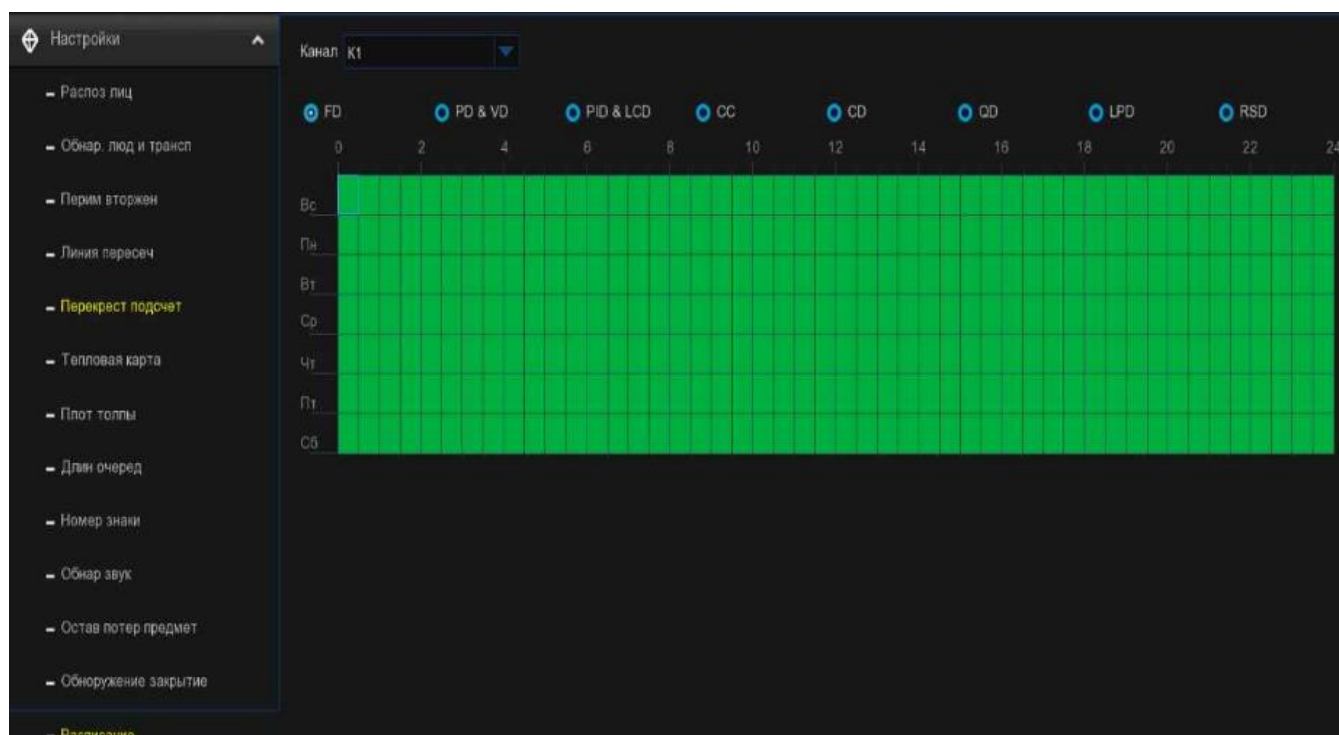 Настройки
Распоз лиц
Обнар. люд и трансп
Перим вторжен
Линия пересеч
Перекрест подсчет
Тепловая карта
Плот толпы
Длин очеред
Номер знаки
Обнар звук
Остав потер предмет
Обноружение закрытие
Расписание
Канал K1
FD PD & VD PID & LCD CC CD QD LPD RSD
0 2 4 6 8 10 12 14 16 18 20 22 24
Вс
Пн
Вт
Ср
Чт
Пт
Сб